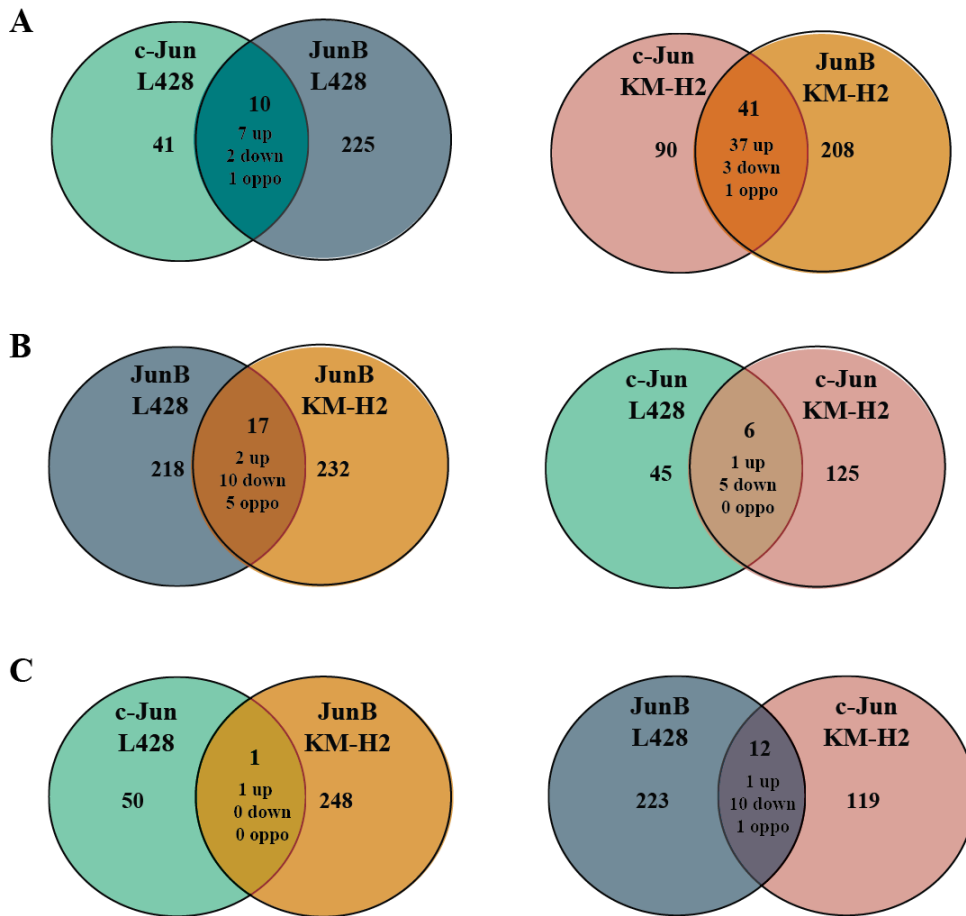 A
c-Jun
L428
JunB
L428
41
10
7 up
2 down
1 oppo
225
c-Jun
KM-H2
JunB
KM-H2
90
41
37 up
3 down
1 oppo
208
B
JunB
L428
JunB
KM-H2
218
17
2 up
10 down
5 oppo
232
c-Jun
L428
c-Jun
KM-H2
45
6
1 up
5 down
0 oppo
125
C
c-Jun
L428
JunB
KM-H2
50
1
1 up
0 down
0 oppo
248
JunB
L428
c-Jun
KM-H2
223
12
1 up
10 down
1 oppo
119